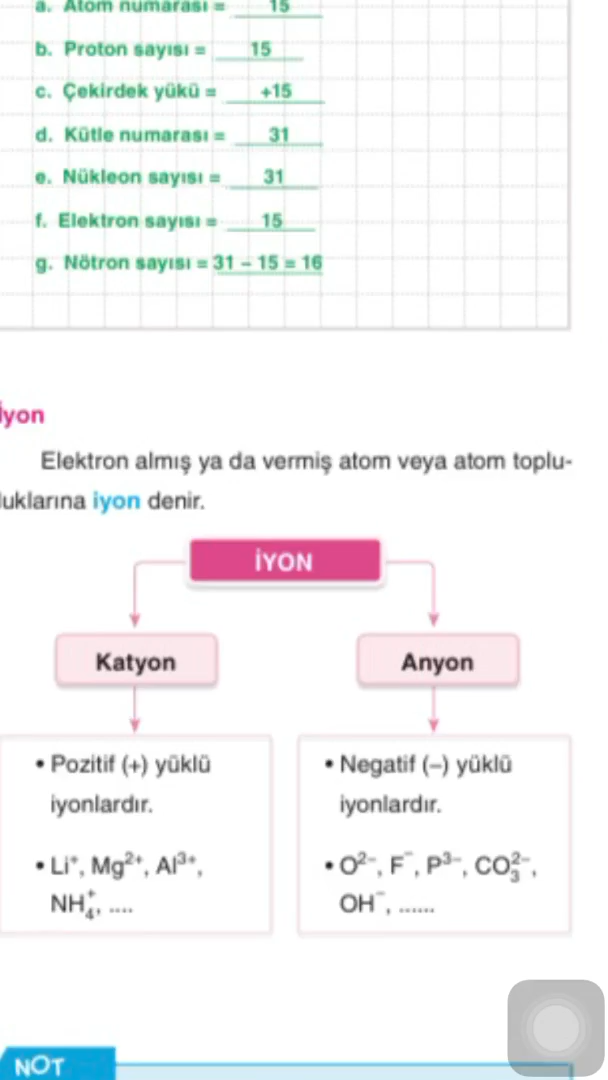 a. Atom numarası = 15
b. Proton sayısı = 15
c. Çekirdek yükü = +15
d. Kütle numarası = 31
e. Nükleon sayısı = 31
f. Elektron sayısı = 15
g. Nötron sayısı = 31 – 15 = 16
İyon
Elektron almış ya da vermiş atom veya atom toplu-
luklarına iyon denir.
İYON
Katyon
• Pozitif (+) yüklü
iyonlardır.
• Li⁺, Mg²⁺, Al³⁺,
NH₄⁺, ....
Anyon
• Negatif (–) yüklü
iyonlardır.
• O²⁻, F⁻, P³⁻, CO₃²⁻,
OH⁻, ......
NOT